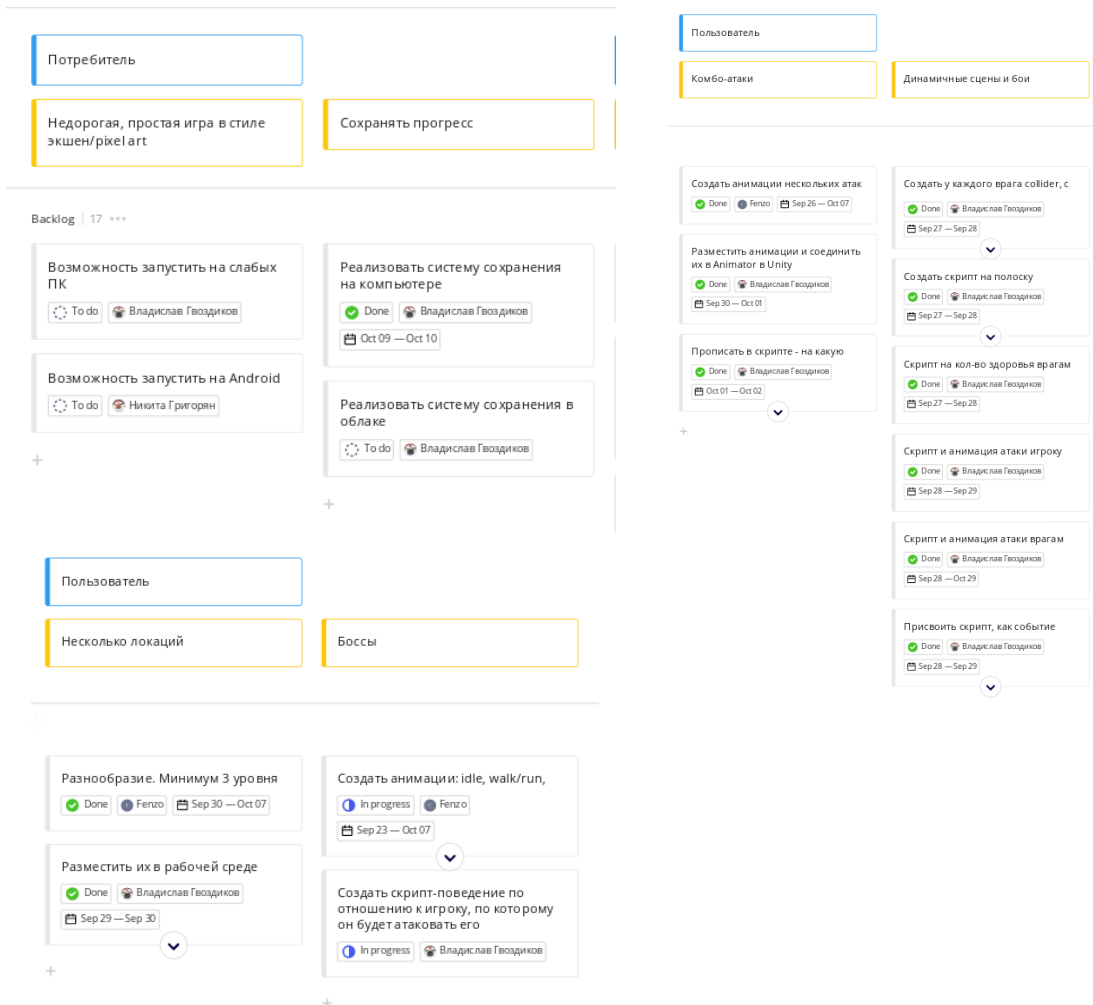 Потребитель
Недорогая, простая игра в стиле
экшен/pixel art
Сохранять прогресс
Backlog 17
Возможность запустить на слабых
ПК
To do Владислав Гвоздиков
Возможность запустить на Android
To do Никита Григорян
Реализовать систему сохранения
на компьютере
Done Владислав Гвоздиков
Oct 09 — Oct 10
Реализовать систему сохранения в
облаке
To do Владислав Гвоздиков
Пользователь
Несколько локаций
Боссы
Разнообразие. Минимум 3 уровня
Done Fenzo Sep 30 — Oct 07
Разместить их в рабочей среде
Done Владислав Гвоздиков
Sep 29 — Sep 30
Создать анимации: idle, walk/run,
In progress Fenzo
Sep 23 — Oct 07
Создать скрипт-поведение по
отношению к игроку, по которому
он будет атаковать его
In progress Владислав Гвоздиков
Пользователь
Комбо-атаки
Динамичные сцены и бои
Создать анимации нескольких атак
Done Fenzo Sep 26 — Oct 07
Разместить анимации и соединить
их в Animator в Unity
Done Владислав Гвоздиков
Sep 30 — Oct 01
Прописать в скрипте - на какую
Done Владислав Гвоздиков
Oct 01 — Oct 02
Создать у каждого врага collider, с
Done Владислав Гвоздиков
Sep 27 — Sep 28
Создать скрипт на полоску
Done Владислав Гвоздиков
Sep 27 — Sep 28
Скрипт на кол-во здоровья врагам
Done Владислав Гвоздиков
Sep 27 — Sep 28
Скрипт и анимация атаки игроку
Done Владислав Гвоздиков
Sep 28 — Sep 29
Скрипт и анимация атаки врагам
Done Владислав Гвоздиков
Sep 28 — Oct 29
Присвоить скрипт, как событие
Done Владислав Гвоздиков
Sep 28 — Sep 29